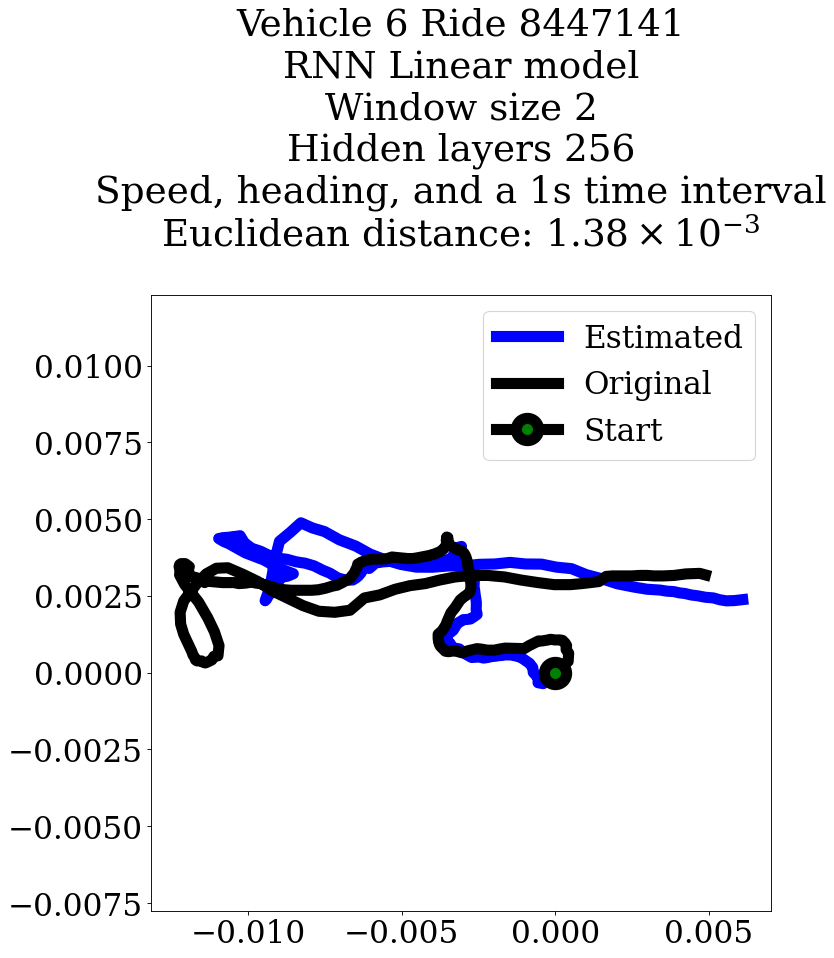 Vehicle 6 Ride 8447141
RNN Linear model
Window size 2
Hidden layers 256
Speed, heading, and a 1s time interval
Euclidean distance: 1.38 × 10⁻³
Estimated
Original
Start
0.0100
0.0075
0.0050
0.0025
0.0000
−0.0025
−0.0050
−0.0075
−0.010 −0.005 0.000 0.005